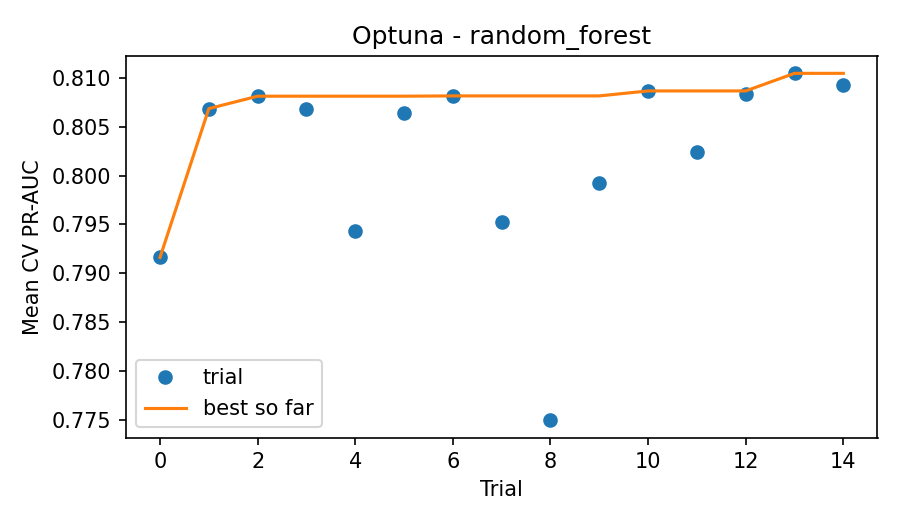 Optuna - random_forest
Mean CV PR-AUC
0.810
0.805
0.800
0.795
0.790
0.785
0.780
0.775
trial
best so far
0 2 4 6 8 10 12 14
Trial